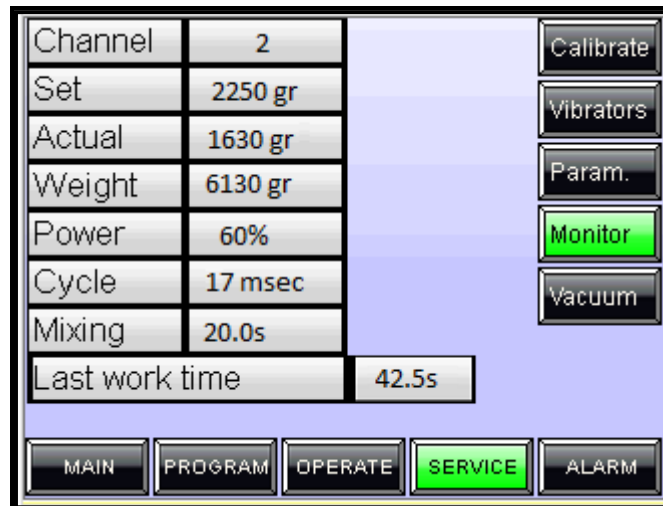 Channel 2 Calibrate
Set 2250 gr Vibrators
Actual 1630 gr
Weight 6130 gr Param.
Power 60% Monitor
Cycle 17 msec Vacuum
Mixing 20.0s
Last work time 42.5s
MAIN PROGRAM OPERATE SERVICE ALARM